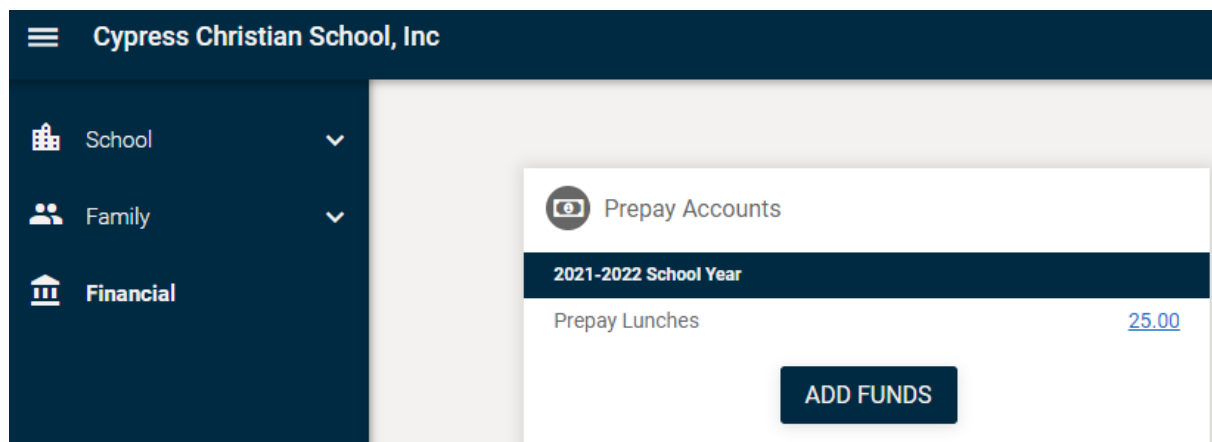 Cypress Christian School, Inc
School
Family
Financial
Prepay Accounts
2021-2022 School Year
Prepay Lunches 25.00
ADD FUNDS